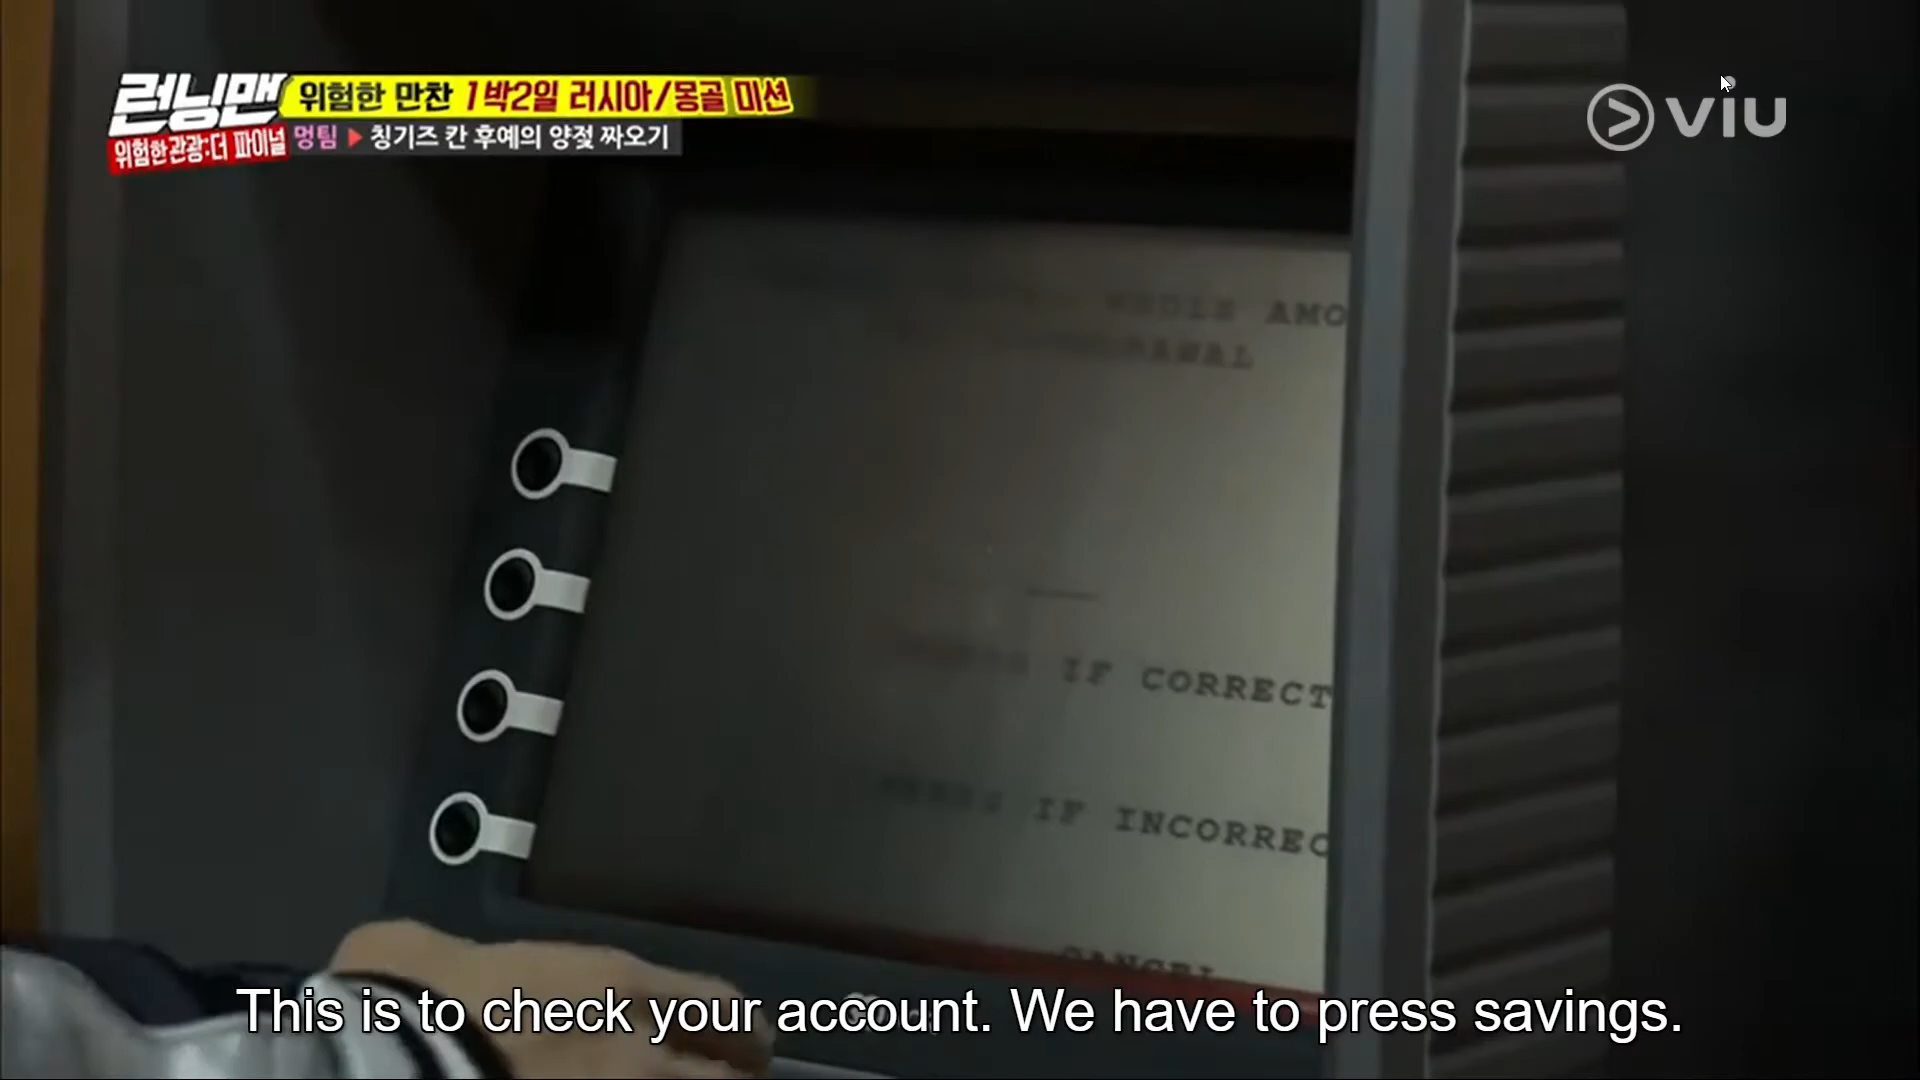 런닝맨 위험한 만찬 1박2일 러시아/몽골 미션
위험한관광:더 파이널 멍팀 ▶ 칭기즈 칸 후예의 양젖 짜오기
viu
WHOLE AMO
IF CORRECT
IF INCORREC
CANCEL
This is to check your account. We have to press savings.